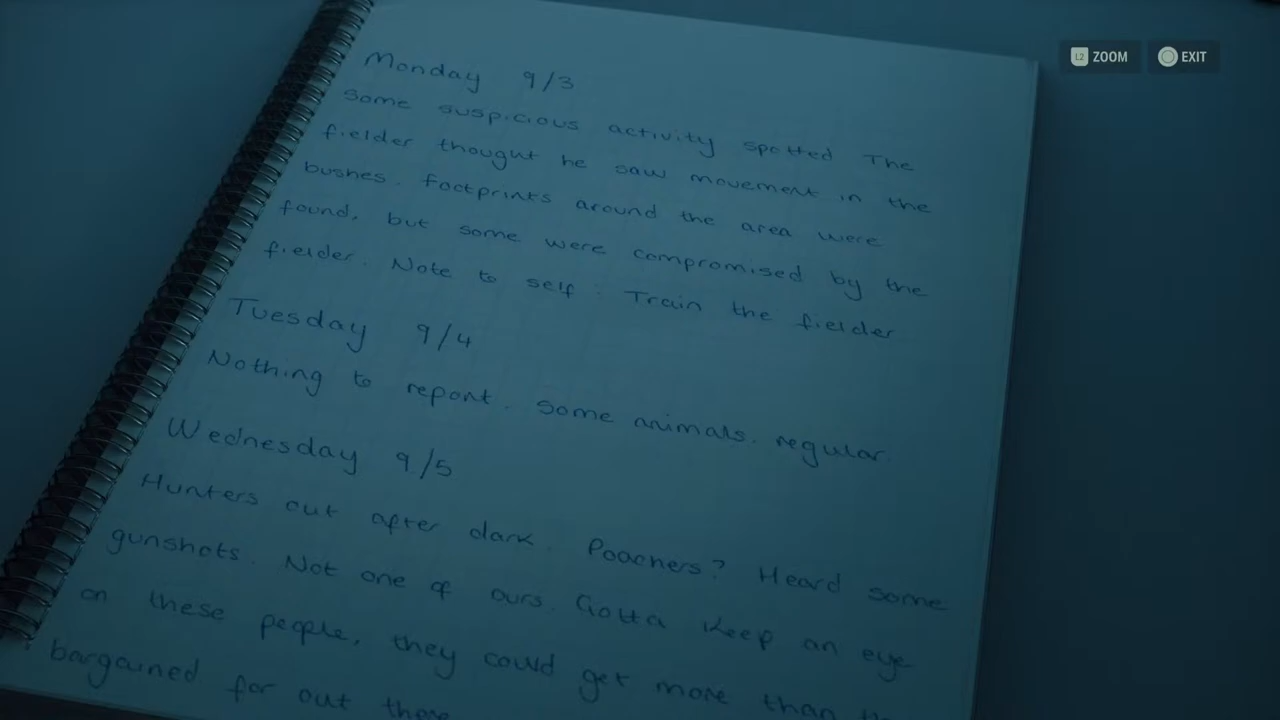 Monday 9/3
Some suspicious activity spotted The
fielder thought he saw movement in the
bushes. Footprints around the area were
found, but some were compromised by the
fielder. Note to self: Train the fielder
Tuesday 9/4
Nothing to report. Some animals. regular.
Wednesday 9/5
Hunters out after dark. Poachers? Heard some
gunshots. Not one of ours. Gotta keep an eye
on these people, they could get more than
bargained for out
L2 ZOOM
EXIT